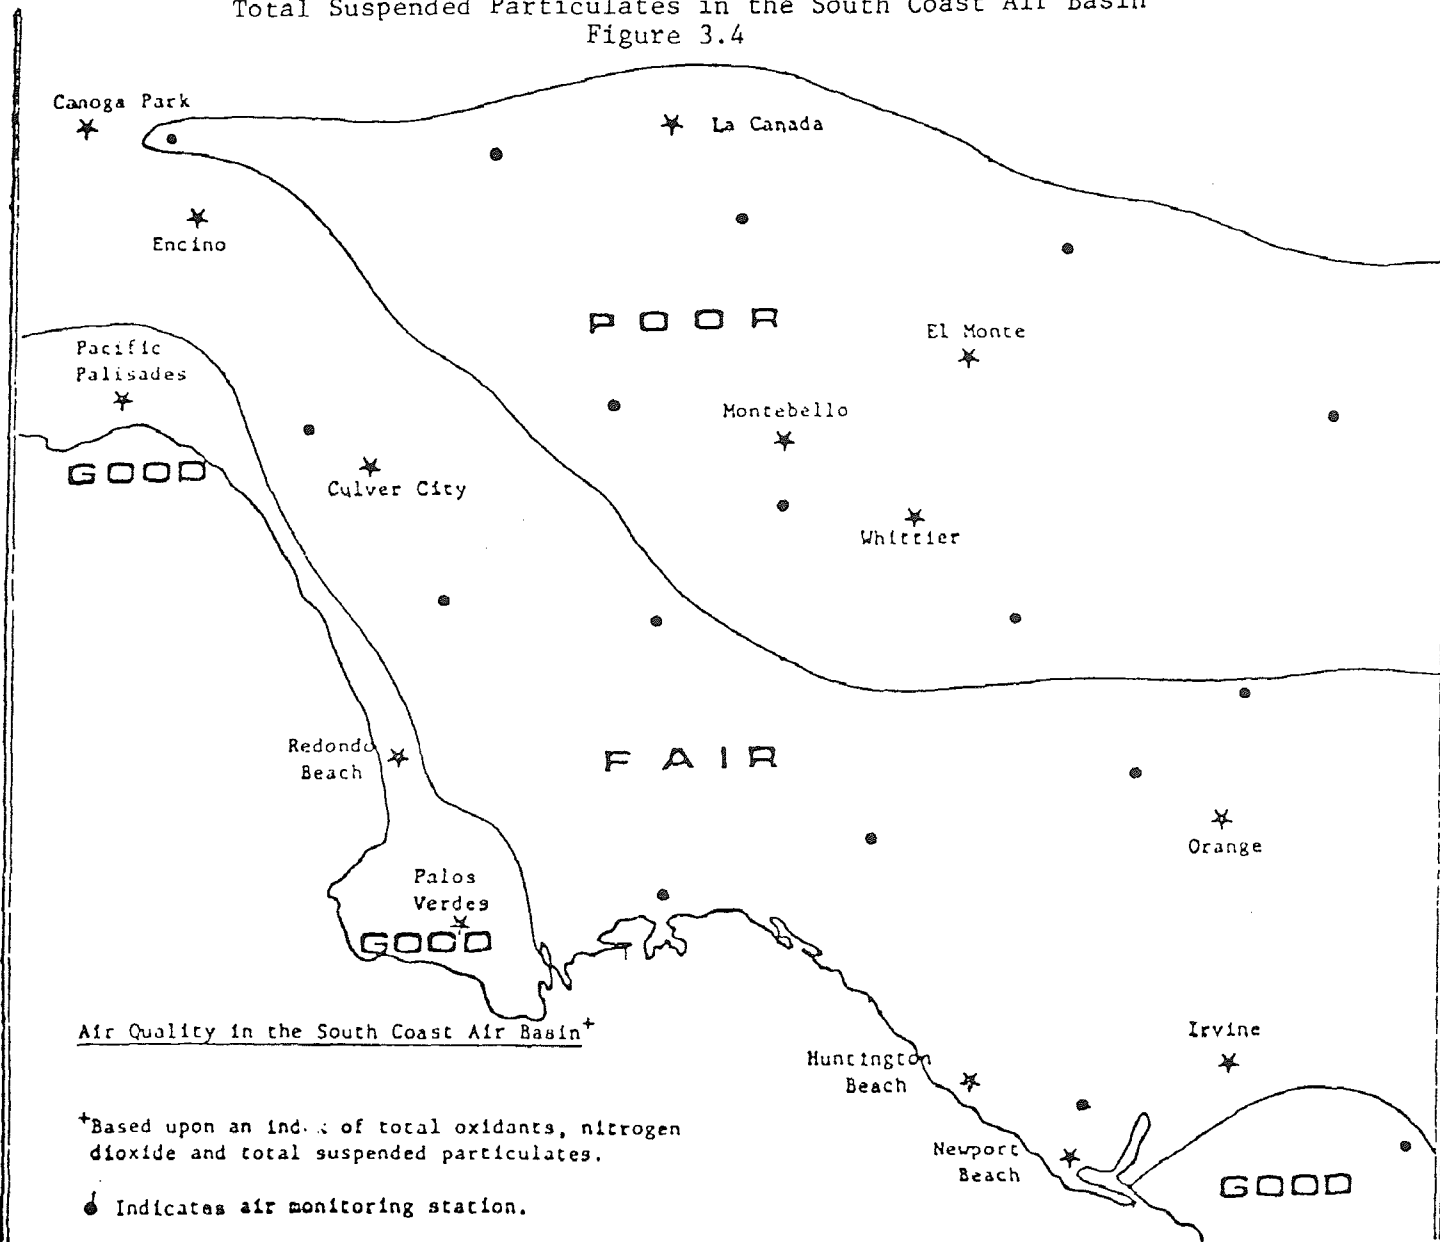 Total Suspended Particulates in the South Coast Air Basin
Figure 3.4
Canoga Park
La Canada
Encino
POOR
El Monte
Pacific
Palisades
Montebello
GOOD
Culver City
Whittier
Redondo
Beach
FAIR
Orange
Palos
Verdes
GOOD
Air Quality in the South Coast Air Basin+
Irvine
Huntington
Beach
+Based upon an of total oxidants, nitrogen
dioxide and total suspended particulates.
Newport
Beach
GOOD
Indicates air monitoring station.